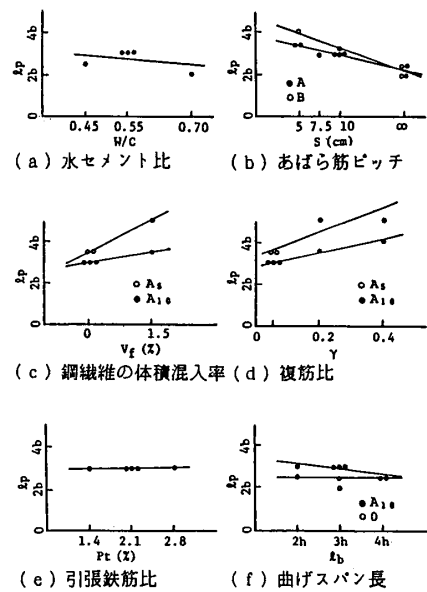 4b
2b
0
ℓp
0.45 0.55 0.70
W/C
(a) 水セメント比
4b
2b
0
ℓp
● A
○ B
5 7.5 10 ∞
S (cm)
(b) あばら筋ピッチ
4b
2b
0
ℓp
○ A5
● A10
0 1.5
Vf (%)
(c) 鋼繊維の体積混入率
4b
2b
0
ℓp
○ A5
● A10
0 0.2 0.4
γ
(d) 複筋比
4b
2b
0
ℓp
1.4 2.1 2.8
Pt (%)
(e) 引張鉄筋比
4b
2b
0
ℓp
● A10
○ O
2h 3h 4h
ℓb
(f) 曲げスパン長